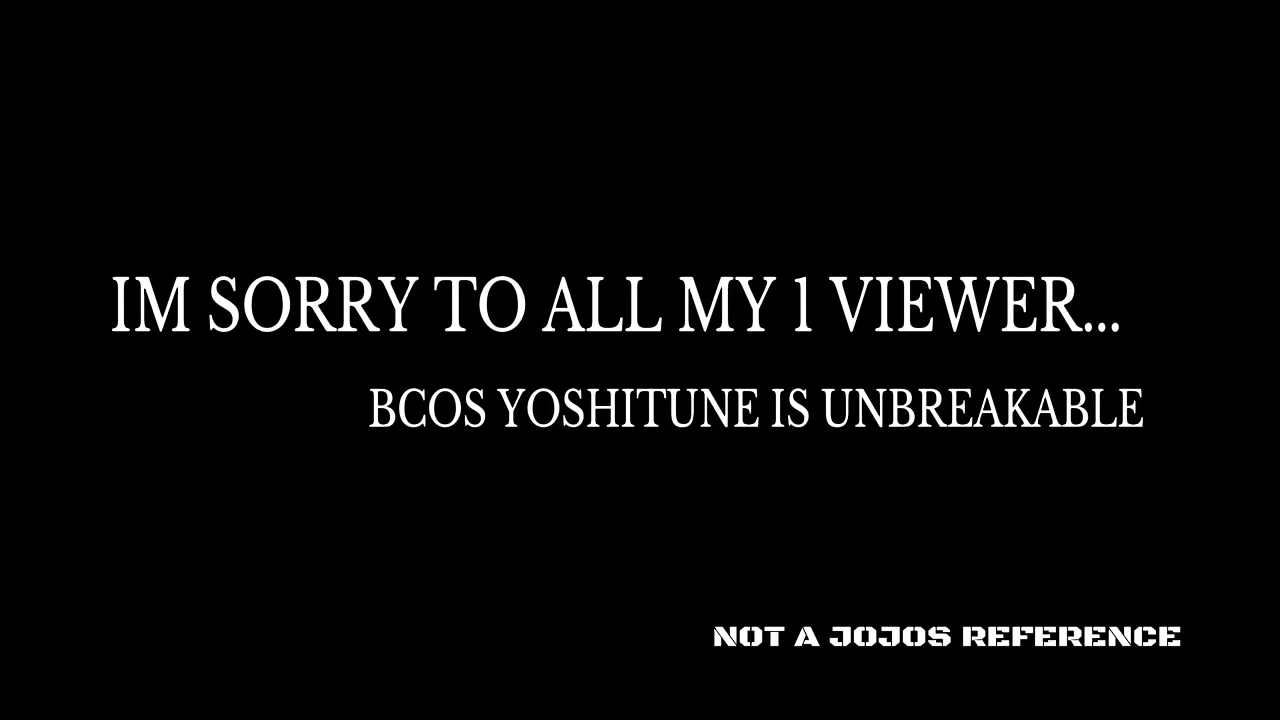 IM SORRY TO ALL MY 1 VIEWER...
BCOS YOSHITUNE IS UNBREAKABLE
NOT A JOJOS REFERENCE